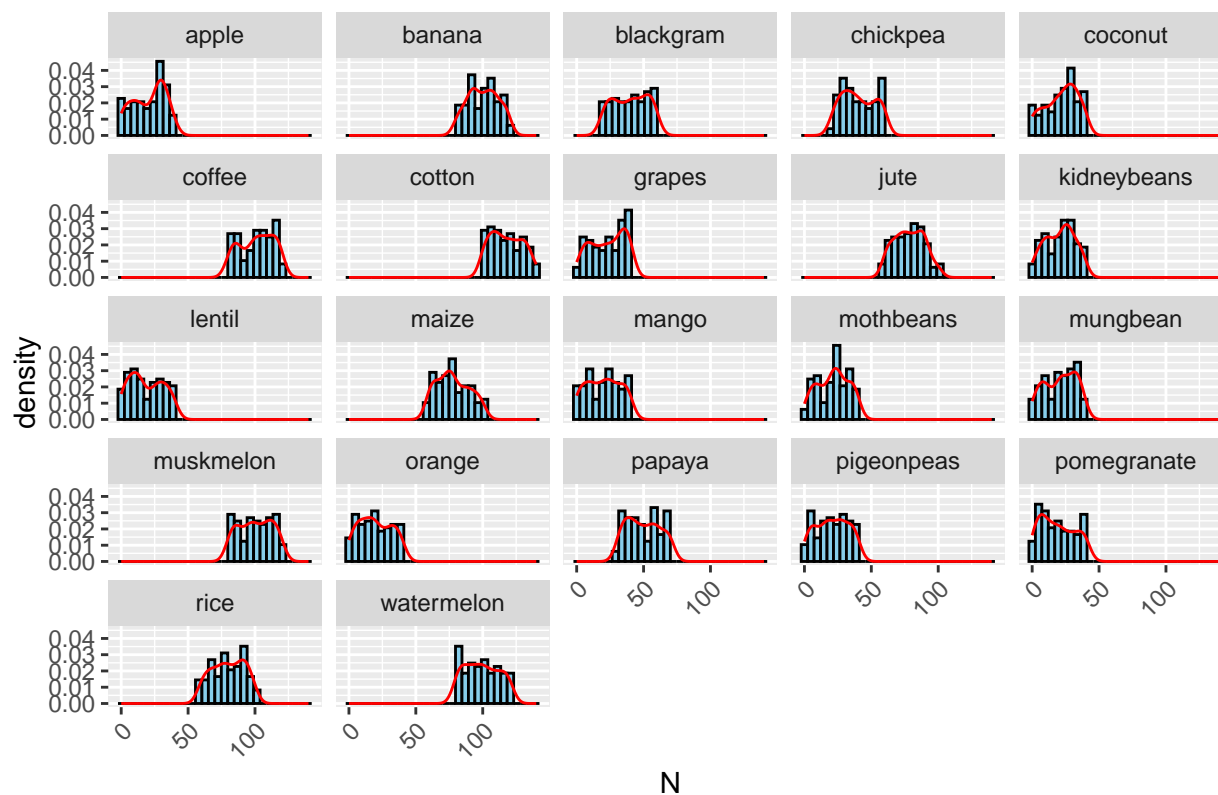 apple banana blackgram chickpea coconut
0.04
0.03
0.02
0.01
0.00
coffee cotton grapes jute kidneybeans
0.04
0.03
0.02
0.01
0.00
lentil maize mango mothbeans mungbean
0.04
0.03
0.02
0.01
0.00
density
muskmelon orange papaya pigeonpeas pomegranate
0.04
0.03
0.02
0.01
0.00
0 50 100 0 50 100 0 50 100
rice watermelon
0.04
0.03
0.02
0.01
0.00
0 50 100 0 50 100
N